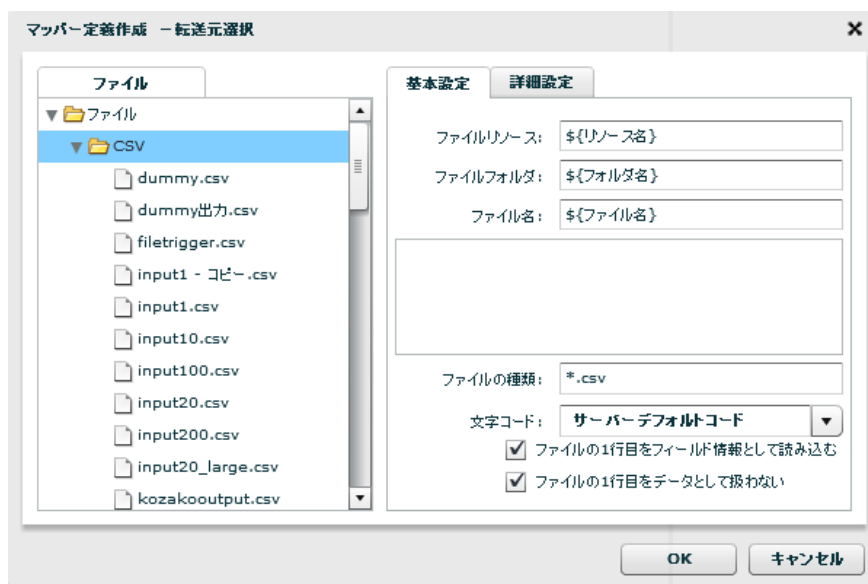 マッパー定義作成 －転送元選択
ファイル
ファイル
CSV
dummy.csv
dummy出力.csv
filetrigger.csv
input1 - コピー.csv
input1.csv
input10.csv
input100.csv
input20.csv
input200.csv
input20_large.csv
kozakooutput.csv
基本設定
詳細設定
ファイルリソース: ${リソース名}
ファイルフォルダ: ${フォルダ名}
ファイル名: ${ファイル名}
ファイルの種類: *.csv
文字コード: サーバーデフォルトコード
ファイルの1行目をフィールド情報として読み込む
ファイルの1行目をデータとして扱わない
OK
キャンセル